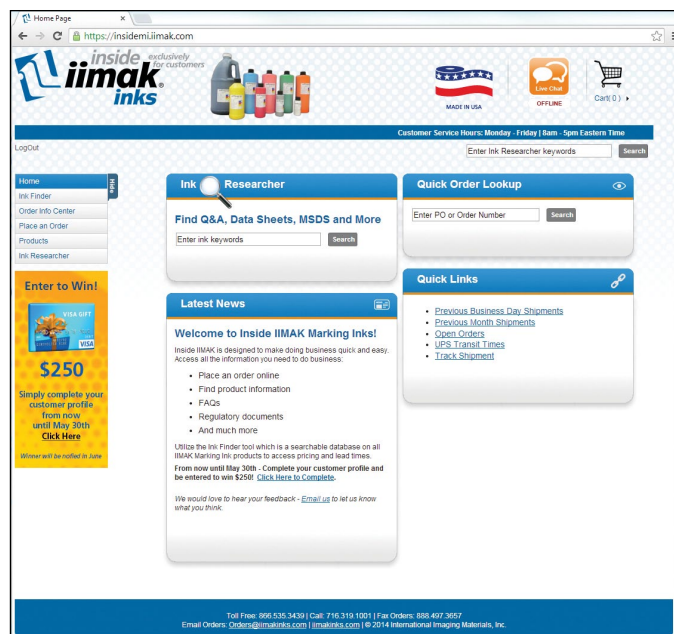 Home Page
https://insidemi.iimak.com
inside exclusively for customers
iimak®
inks
MADE IN USA
Live Chat
OFFLINE
Cart( 0 )
Customer Service Hours: Monday - Friday | 8am - 5pm Eastern Time
LogOut
Enter Ink Researcher keywords
Search
Home
Hide
Ink Finder
Order Info Center
Place an Order
Products
Ink Researcher
Enter to Win!
VISA GIFT
VISA
$250
Simply complete your
customer profile
from now
until May 30th
Click Here
Winner will be nofied in June
Ink Researcher
Find Q&A, Data Sheets, MSDS and More
Enter ink keywords
Search
Latest News
Welcome to Inside IIMAK Marking Inks!
Inside IIMAK is designed to make doing business quick and easy.
Access all the information you need to do business:
• Place an order online
• Find product information
• FAQs
• Regulatory documents
• And much more
Utilize the Ink Finder tool which is a searchable database on all
IIMAK Marking Ink products to access pricing and lead times.
From now until May 30th - Complete your customer profile and
be entered to win $250! Click Here to Complete.
We would love to hear your feedback - Email us to let us know
what you think.
Quick Order Lookup
Enter PO or Order Number
Search
Quick Links
• Previous Business Day Shipments
• Previous Month Shipments
• Open Orders
• UPS Transit Times
• Track Shipment
Toll Free: 866.535.3439 | Call: 716.319.1001 | Fax Orders: 888.497.3657
Email Orders: Orders@iimakinks.com | iimakinks.com | © 2014 International Imaging Materials, Inc.